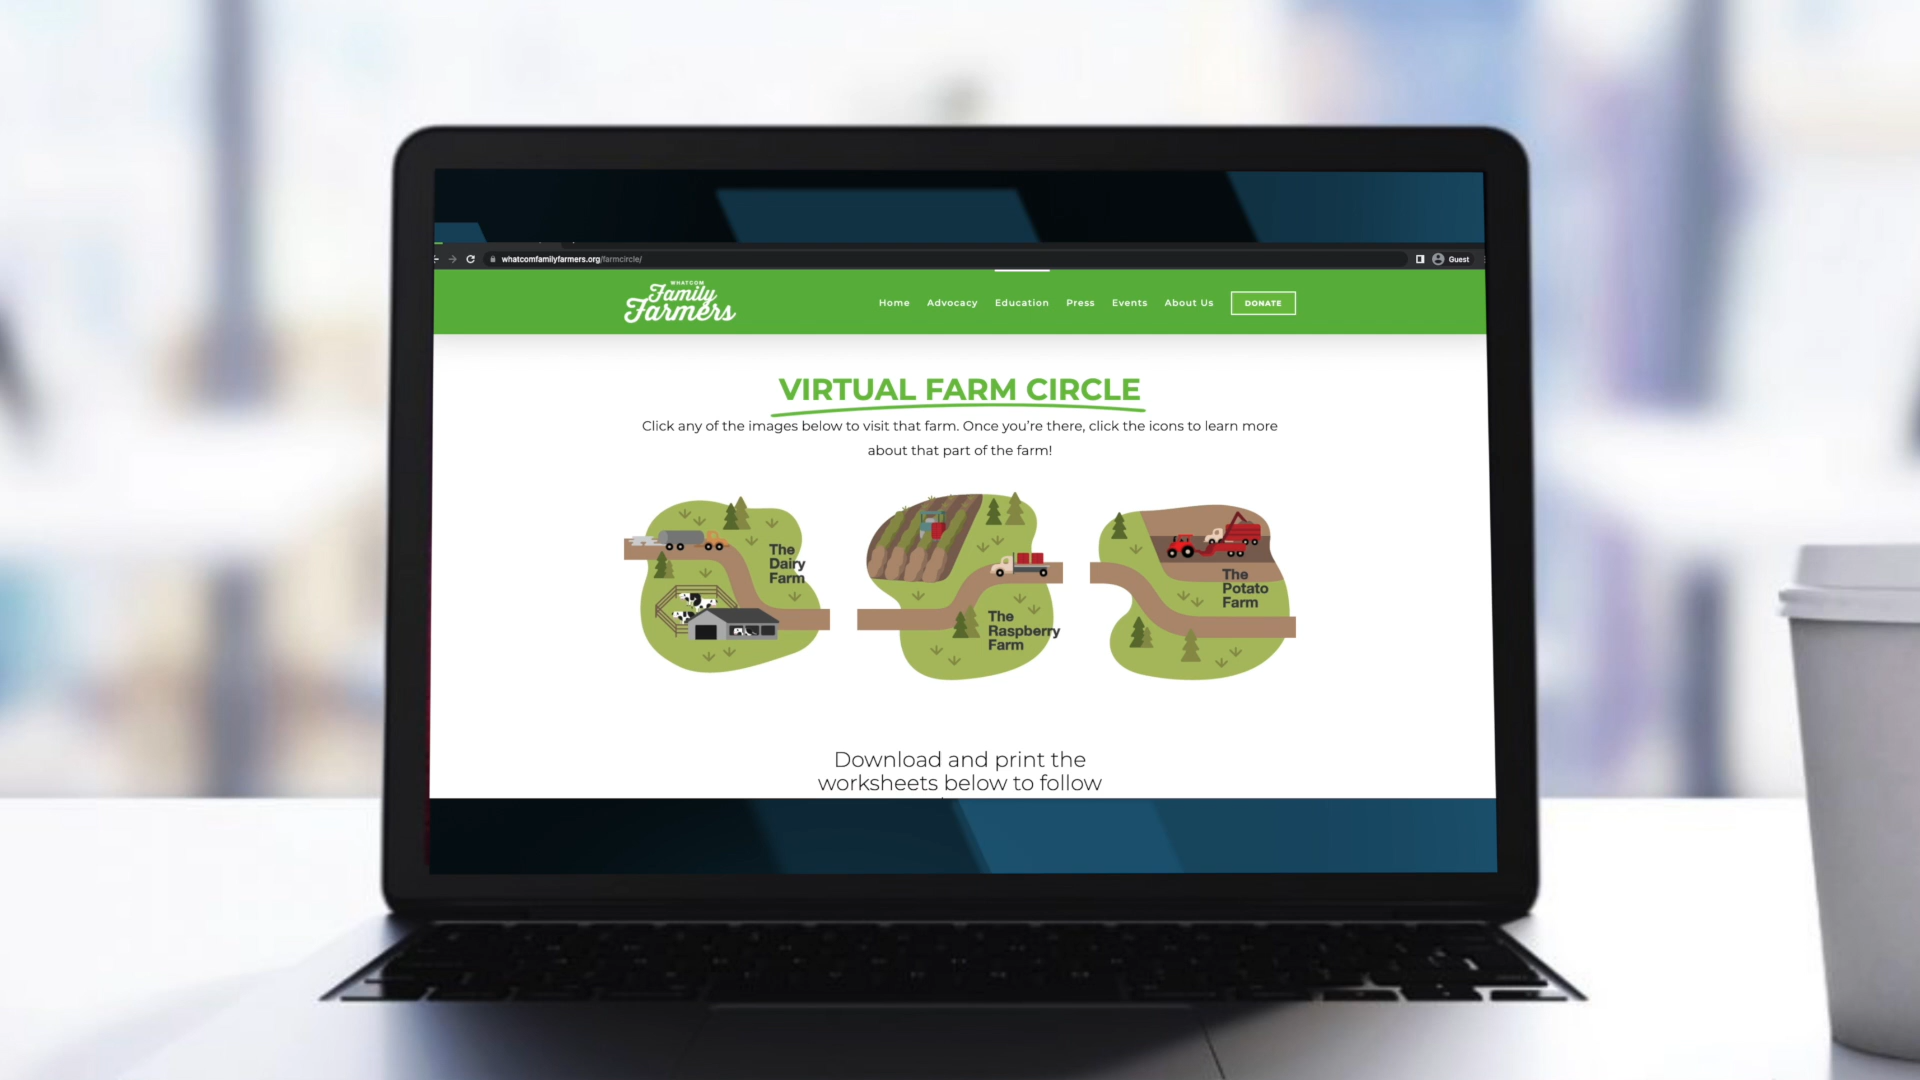 whatcomfamilyfarmers.org/farmcircle/
Guest
WHATCOM
Family
Farmers
Home Advocacy Education Press Events About Us DONATE
VIRTUAL FARM CIRCLE
Click any of the images below to visit that farm. Once you're there, click the icons to learn more
about that part of the farm!
The
Dairy
Farm
The
Raspberry
Farm
The
Potato
Farm
Download and print the
worksheets below to follow